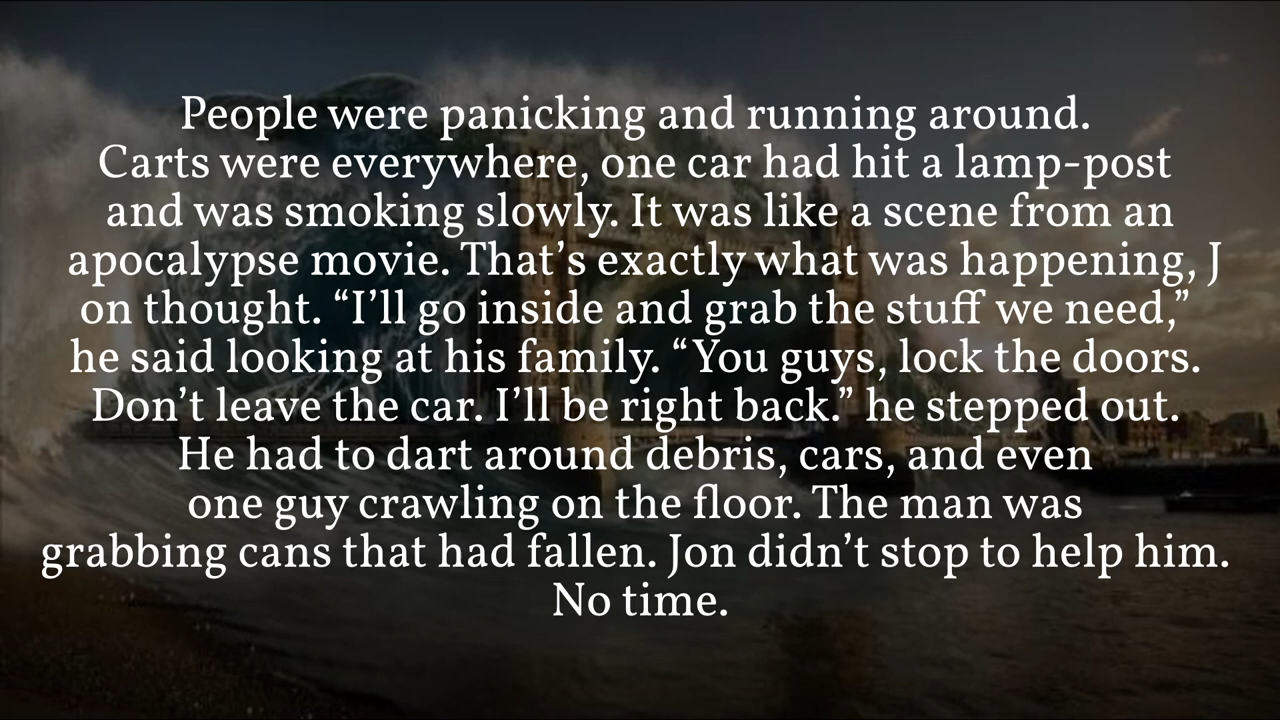 People were panicking and running around.
Carts were everywhere, one car had hit a lamp-post
and was smoking slowly. It was like a scene from an
apocalypse movie. That’s exactly what was happening, J
on thought. “I’ll go inside and grab the stuff we need,”
he said looking at his family. “You guys, lock the doors.
Don’t leave the car. I’ll be right back.” he stepped out.
He had to dart around debris, cars, and even
one guy crawling on the floor. The man was
grabbing cans that had fallen. Jon didn’t stop to help him.
No time.